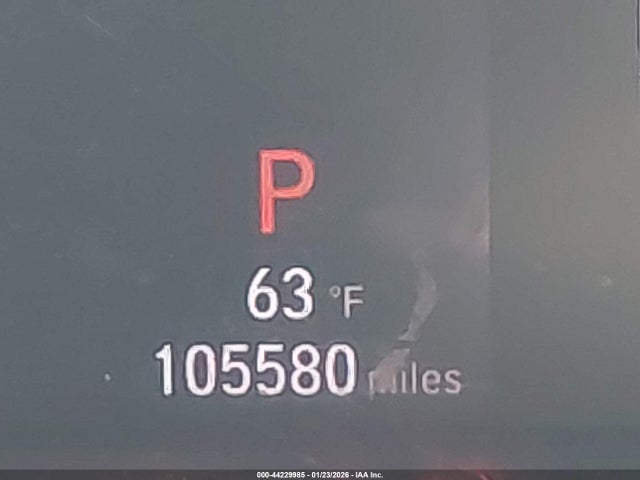 P
63 °F
105580 miles
000-44229985 - 01/23/2026 - IAA Inc.